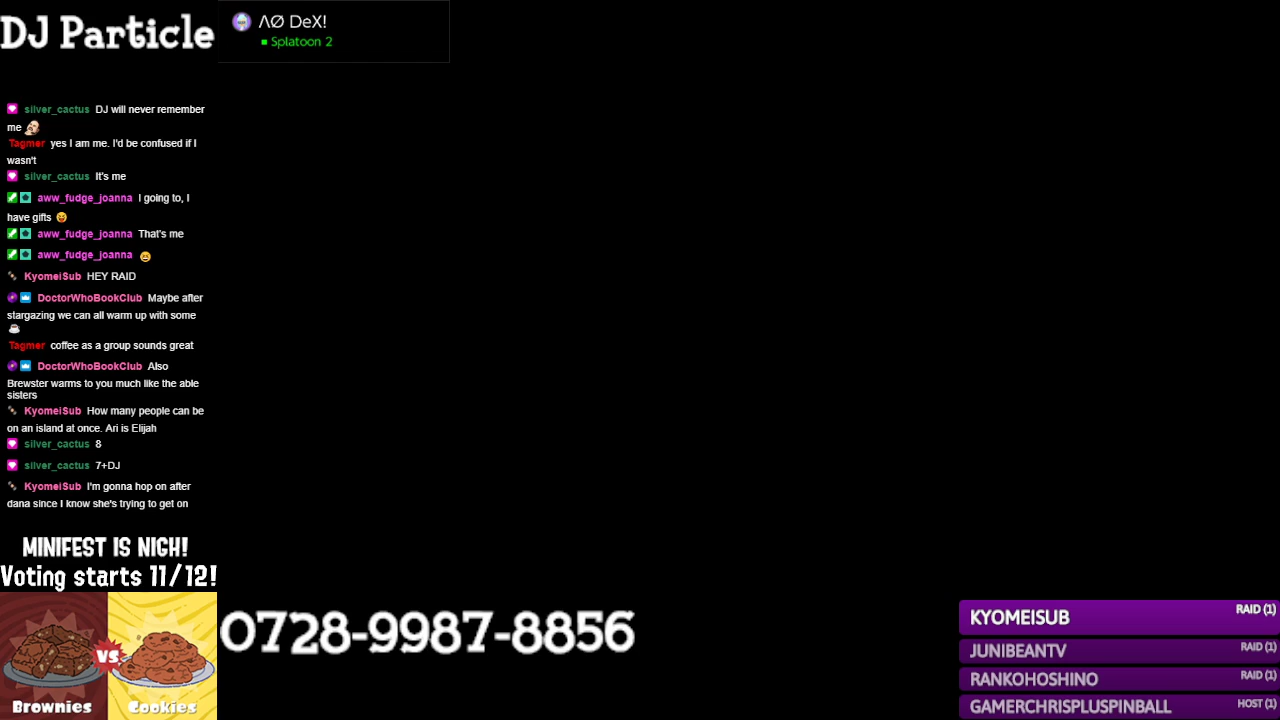 DJ Particle
ΛØ DeX!
Splatoon 2
silver_cactus DJ will never remember
me
Tagmer yes I am me. I'd be confused if I
wasn't
silver_cactus It's me
aww_fudge_joanna I going to, I
have gifts
aww_fudge_joanna That's me
aww_fudge_joanna
KyomeiSub HEY RAID
DoctorWhoBookClub Maybe after
stargazing we can all warm up with some
Tagmer coffee as a group sounds great
DoctorWhoBookClub Also
Brewster warms to you much like the able
sisters
KyomeiSub How many people can be
on an island at once. Ari is Elijah
silver_cactus 8
silver_cactus 7+DJ
KyomeiSub I'm gonna hop on after
dana since I know she's trying to get on
MINIFEST IS NIGH!
Voting starts 11/12!
VS
Brownies
Cookies
0728-9987-8856
KYOMEISUB RAID (1)
JUNIBEANTV RAID (1)
RANKOHOSHINO RAID (1)
GAMERCHRISPLUSPINBALL HOST (1)